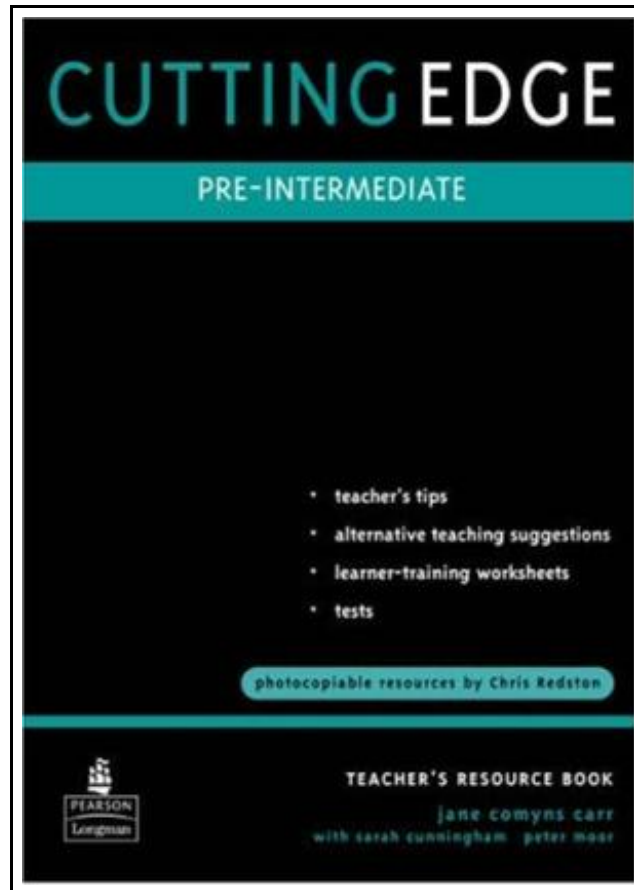 CUTTING EDGE
PRE-INTERMEDIATE
• teacher's tips
• alternative teaching suggestions
• learner-training worksheets
• tests
photocopiable resources by Chris Redston
TEACHER'S RESOURCE BOOK
jane comyns carr
with sarah cunningham peter moor
PEARSON
Longman